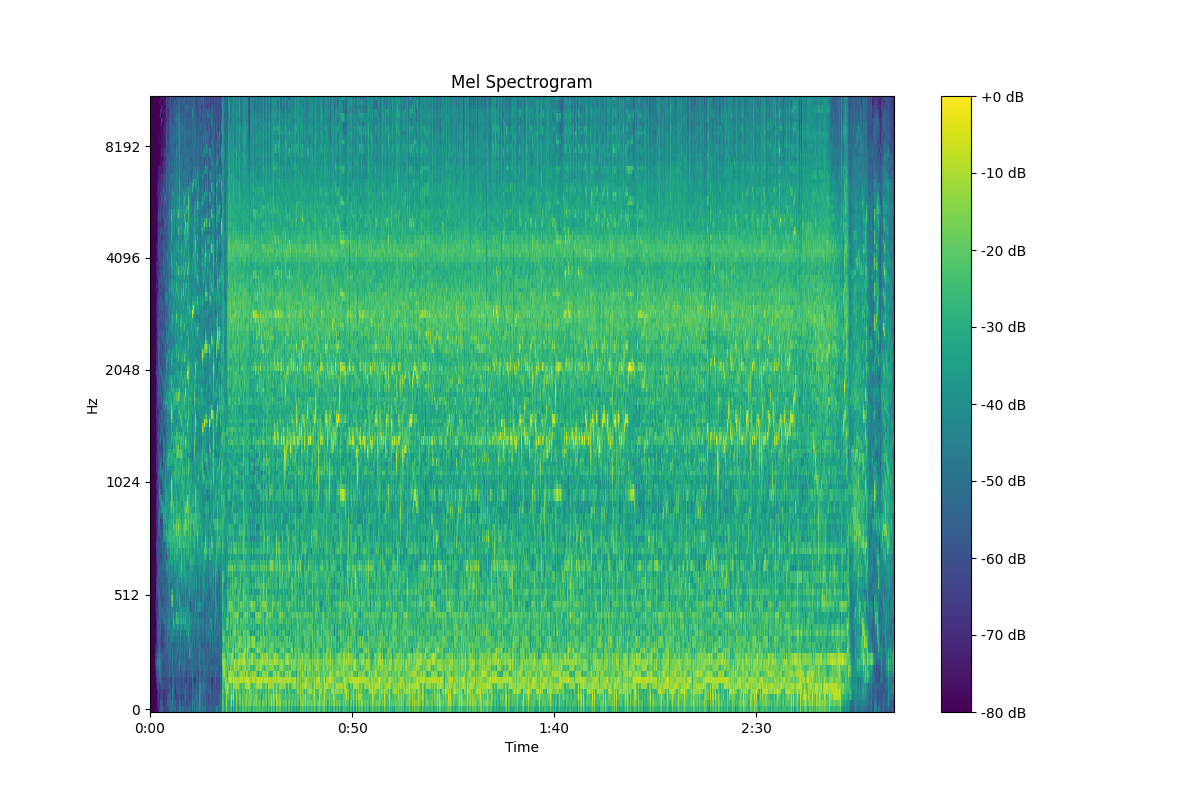 Mel Spectrogram
8192
4096
2048
1024
512
0
Hz
0:00
0:50
1:40
2:30
Time
+0 dB
-10 dB
-20 dB
-30 dB
-40 dB
-50 dB
-60 dB
-70 dB
-80 dB